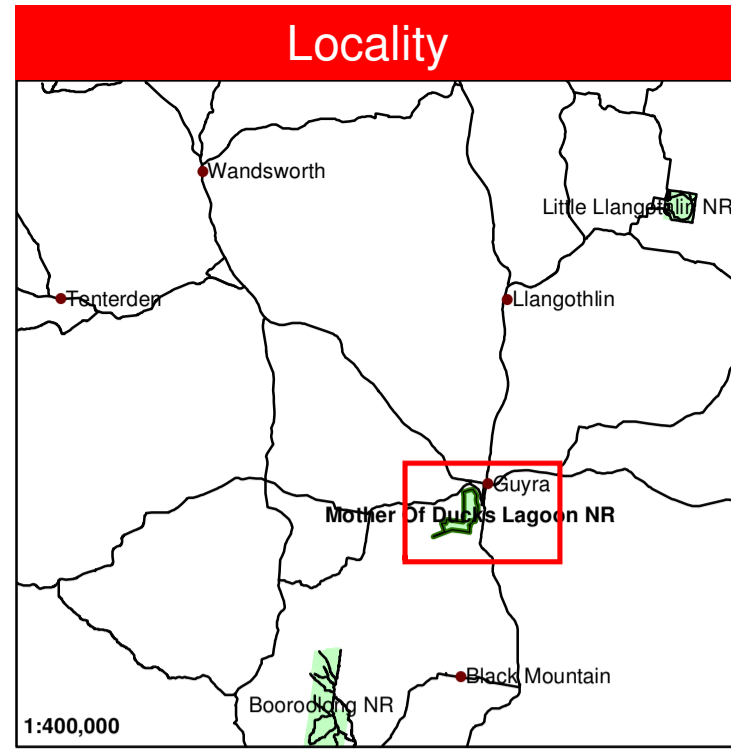 Locality
Wandsworth
Little Llangothlin NR
Tenterden
Llangothlin
Guyra
Mother Of Ducks Lagoon NR
Black Mountain
Booroolong NR
1:400,000